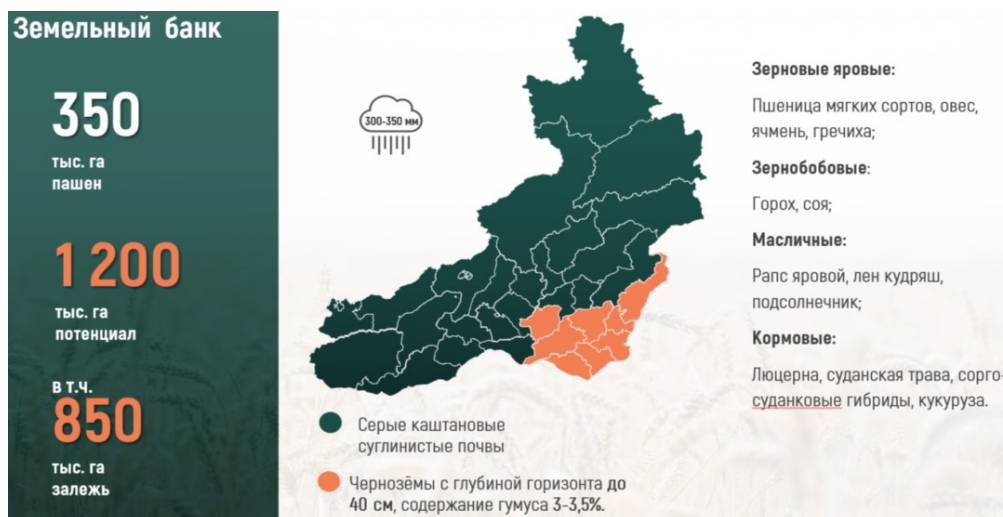 Земельный банк
350
тыс. га
пашен
1 200
тыс. га
потенциал
в т.ч.
850
тыс. га
залежь
300-350 мм
Серые каштановые
суглинистые почвы
Чернозёмы с глубиной горизонта до
40 см, содержание гумуса 3-3,5%.
Зерновые яровые:
Пшеница мягких сортов, овес,
ячмень, гречиха;
Зернобобовые:
Горох, соя;
Масличные:
Рапс яровой, лен кудряш,
подсолнечник;
Кормовые:
Люцерна, суданская трава, сорго-
суданковые гибриды, кукуруза.